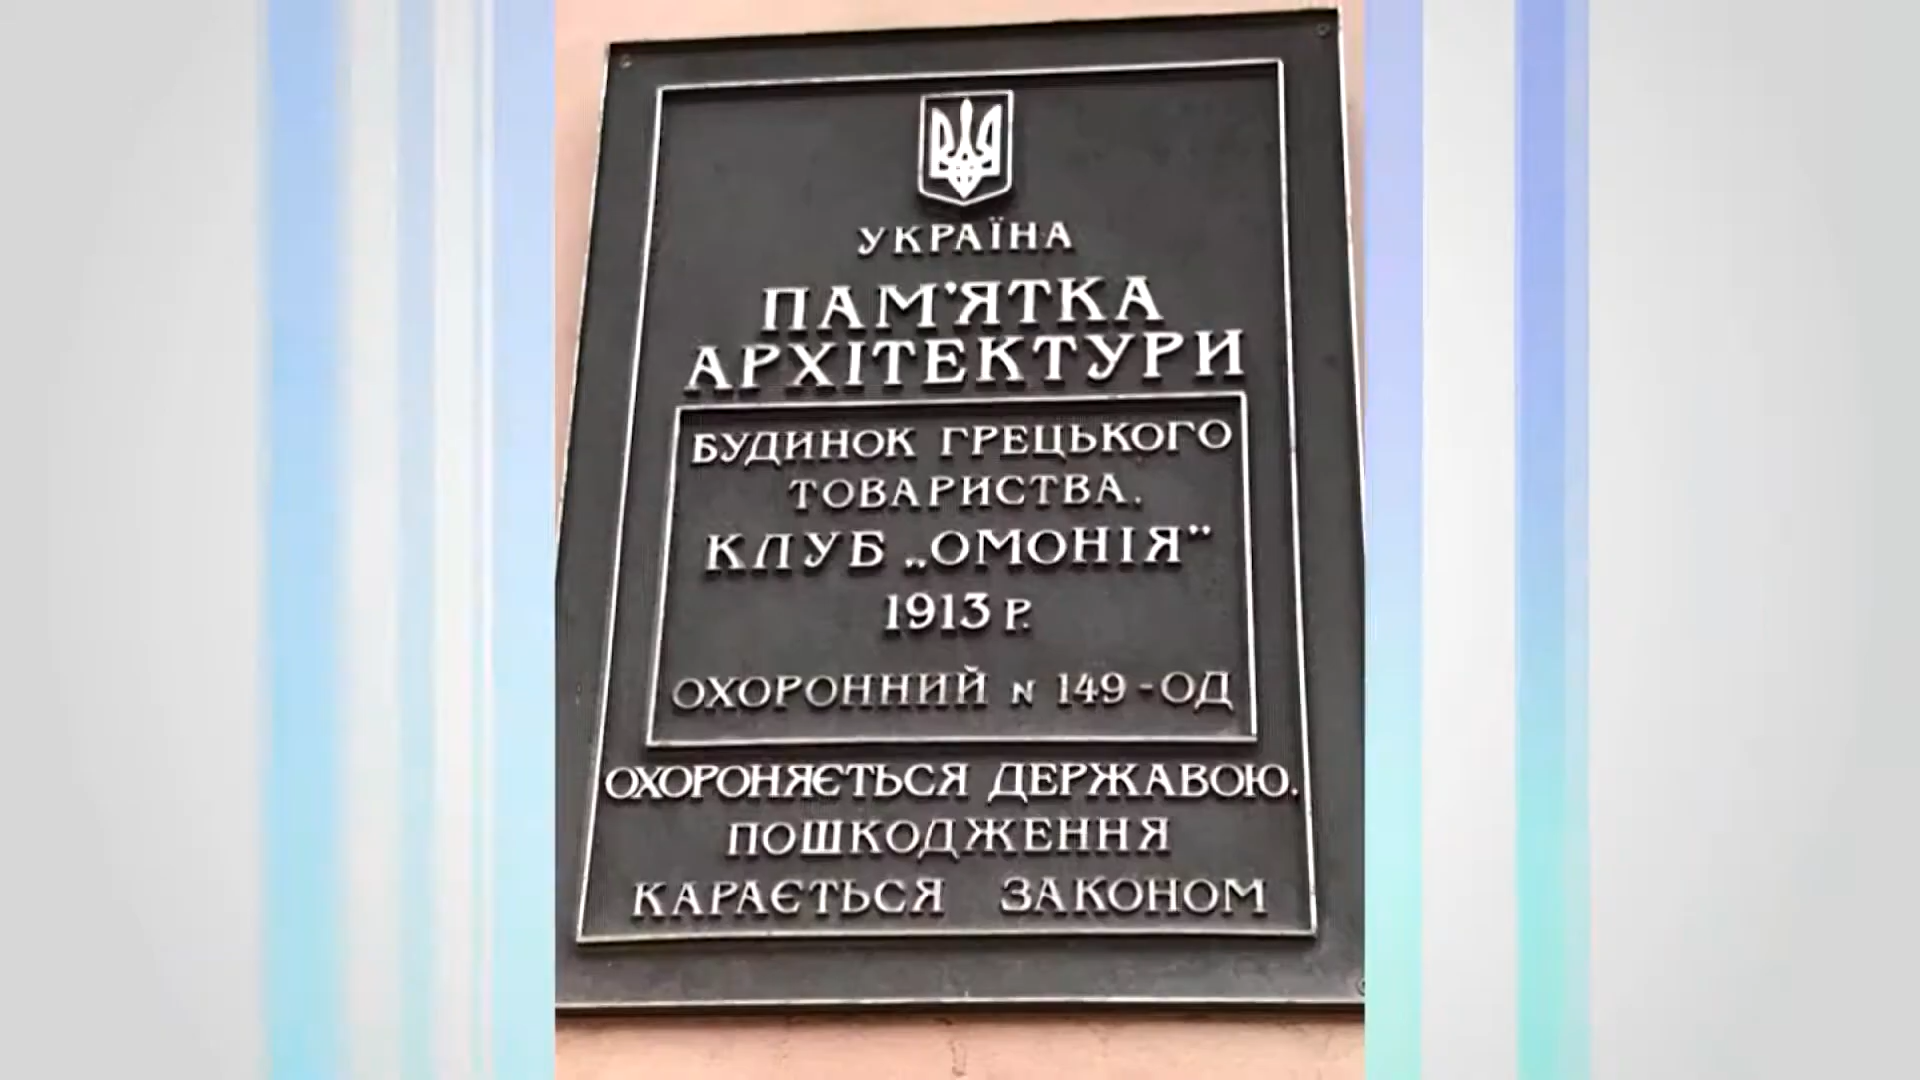 УКРАЇНА
ПАМ'ЯТКА
АРХІТЕКТУРИ
БУДИНОК ГРЕЦЬКОГО
ТОВАРИСТВА.
КЛУБ „ОМОНІЯ"
1913 Р.
ОХОРОННИЙ N 149-ОД
ОХОРОНЯЄТЬСЯ ДЕРЖАВОЮ.
ПОШКОДЖЕННЯ
КАРАЄТЬСЯ ЗАКОНОМ